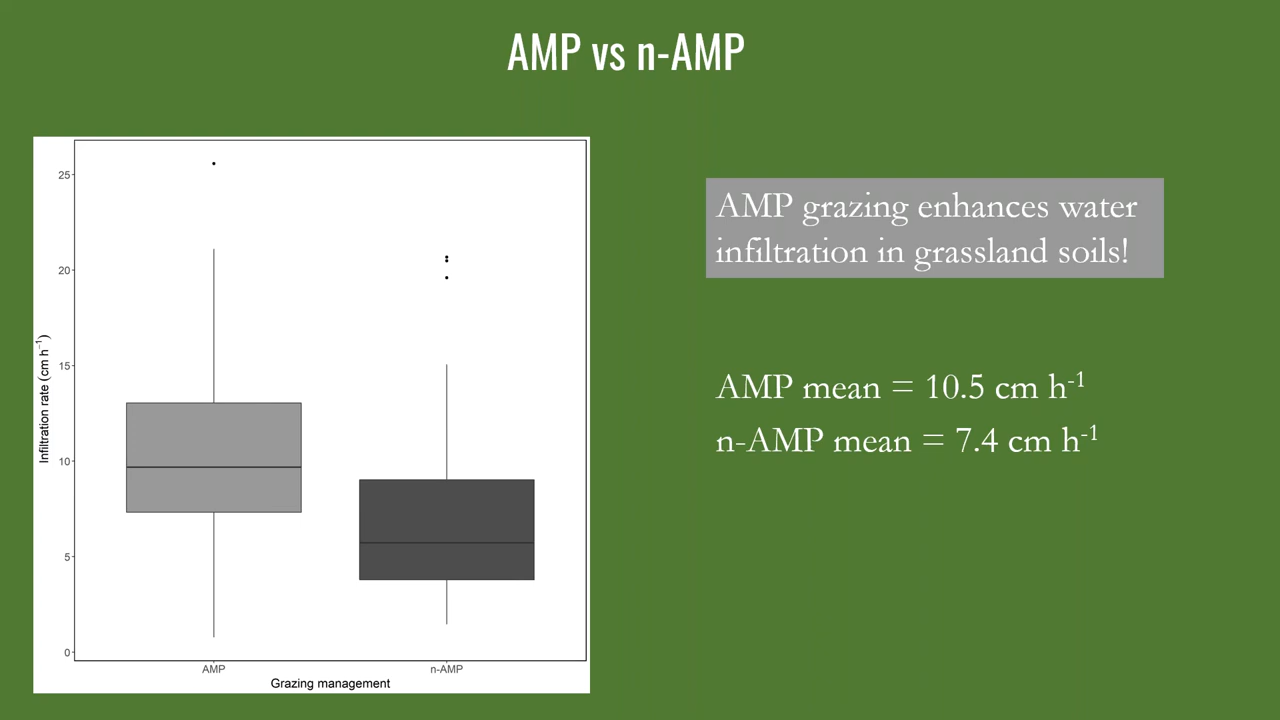 AMP vs n-AMP
25
20
15
10
5
0
Infiltration rate (cm h⁻¹)
AMP
n-AMP
Grazing management
AMP grazing enhances water
infiltration in grassland soils!
AMP mean = 10.5 cm h⁻¹
n-AMP mean = 7.4 cm h⁻¹